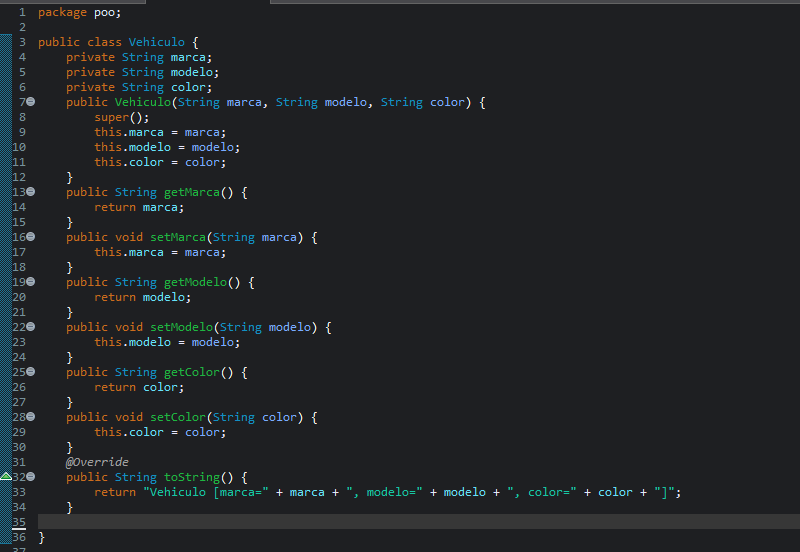 1 package poo;
2
3 public class Vehiculo {
4     private String marca;
5     private String modelo;
6     private String color;
7     public Vehiculo(String marca, String modelo, String color) {
8         super();
9         this.marca = marca;
10         this.modelo = modelo;
11         this.color = color;
12     }
13     public String getMarca() {
14         return marca;
15     }
16     public void setMarca(String marca) {
17         this.marca = marca;
18     }
19     public String getModelo() {
20         return modelo;
21     }
22     public void setModelo(String modelo) {
23         this.modelo = modelo;
24     }
25     public String getColor() {
26         return color;
27     }
28     public void setColor(String color) {
29         this.color = color;
30     }
31     @Override
32     public String toString() {
33         return "Vehiculo [marca=" + marca + ", modelo=" + modelo + ", color=" + color + "]";
34     }
35
36 }
37